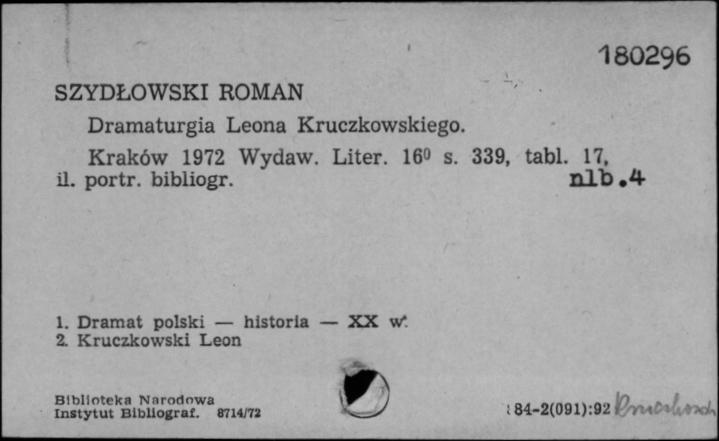 180296
SZYDŁOWSKI ROMAN
Dramaturgia Leona Kruczkowskiego.
Kraków 1972 Wydaw. Liter. 16⁰ s. 339, tabl. 17,
il. portr. bibliogr. nlb.4
1. Dramat polski — historia — XX w.
2. Kruczkowski Leon
Biblioteka Narodowa
Instytut Bibliograf. 8714/72
84-2(091):92